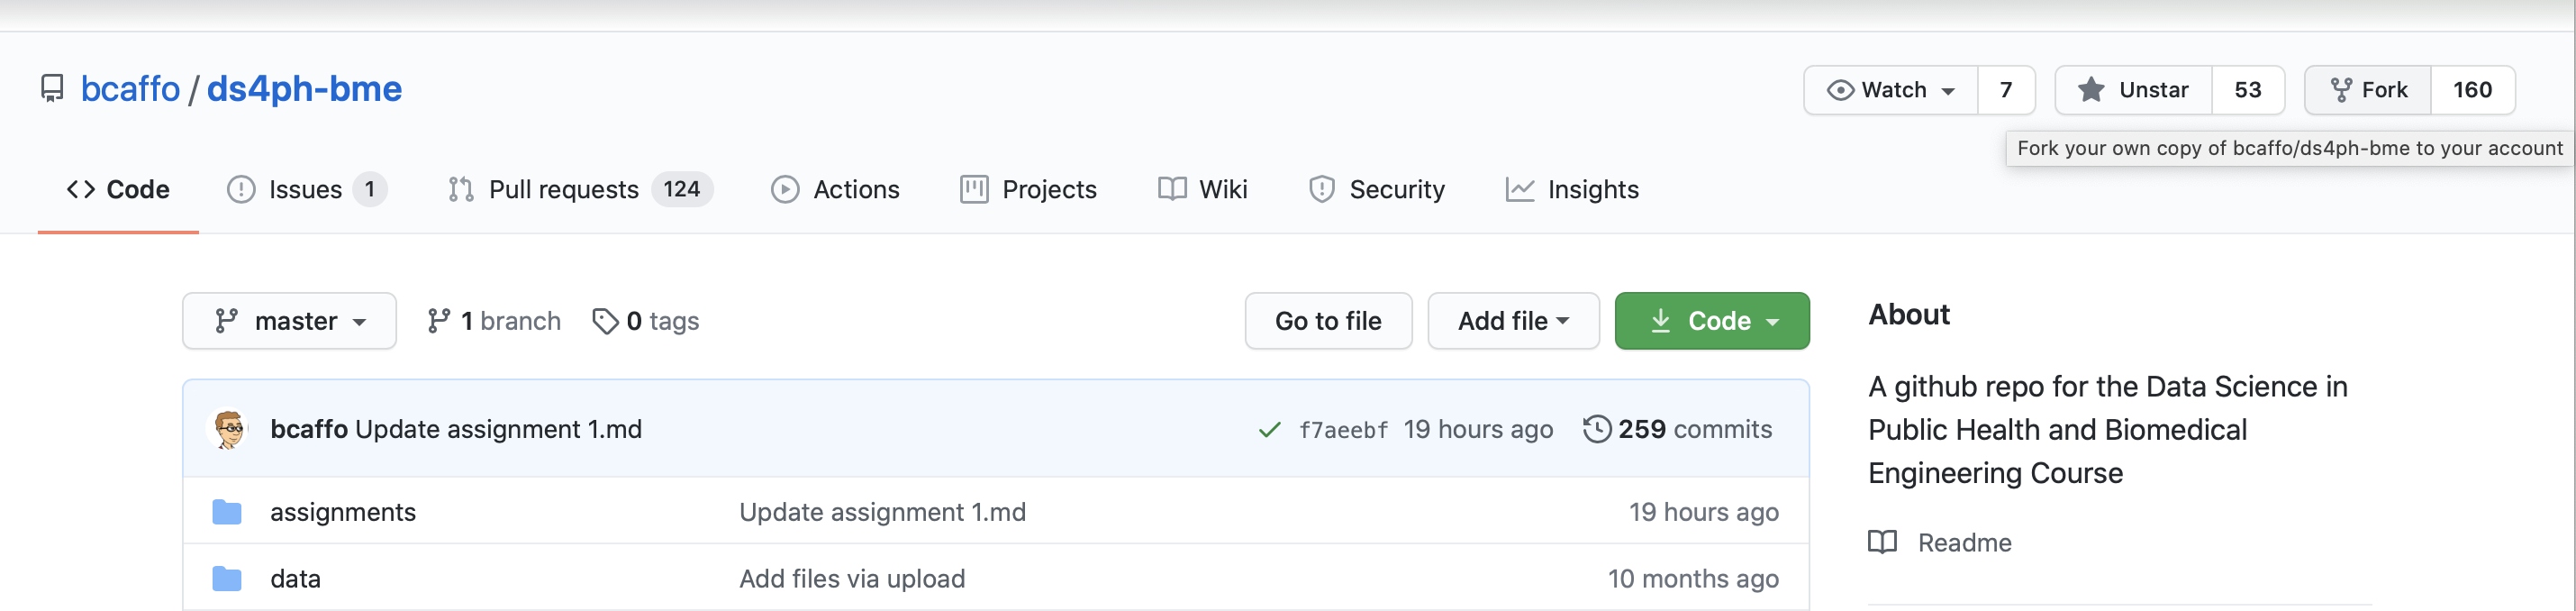 bcaffo / ds4ph-bme
Watch 7 Unstar 53 Fork 160
Fork your own copy of bcaffo/ds4ph-bme to your account
<> Code Issues 1 Pull requests 124 Actions Projects Wiki Security Insights
master 1 branch 0 tags Go to file Add file Code
bcaffo Update assignment 1.md f7aeebf 19 hours ago 259 commits
assignments Update assignment 1.md 19 hours ago
data Add files via upload 10 months ago
About
A github repo for the Data Science in
Public Health and Biomedical
Engineering Course
Readme